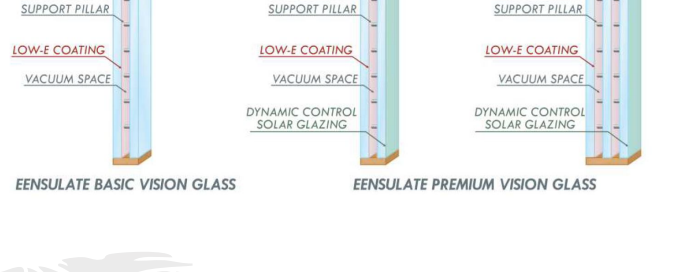 SUPPORT PILLAR
LOW-E COATING
VACUUM SPACE
EENSULATE BASIC VISION GLASS
SUPPORT PILLAR
LOW-E COATING
VACUUM SPACE
DYNAMIC CONTROL
SOLAR GLAZING
SUPPORT PILLAR
LOW-E COATING
VACUUM SPACE
DYNAMIC CONTROL
SOLAR GLAZING
EENSULATE PREMIUM VISION GLASS